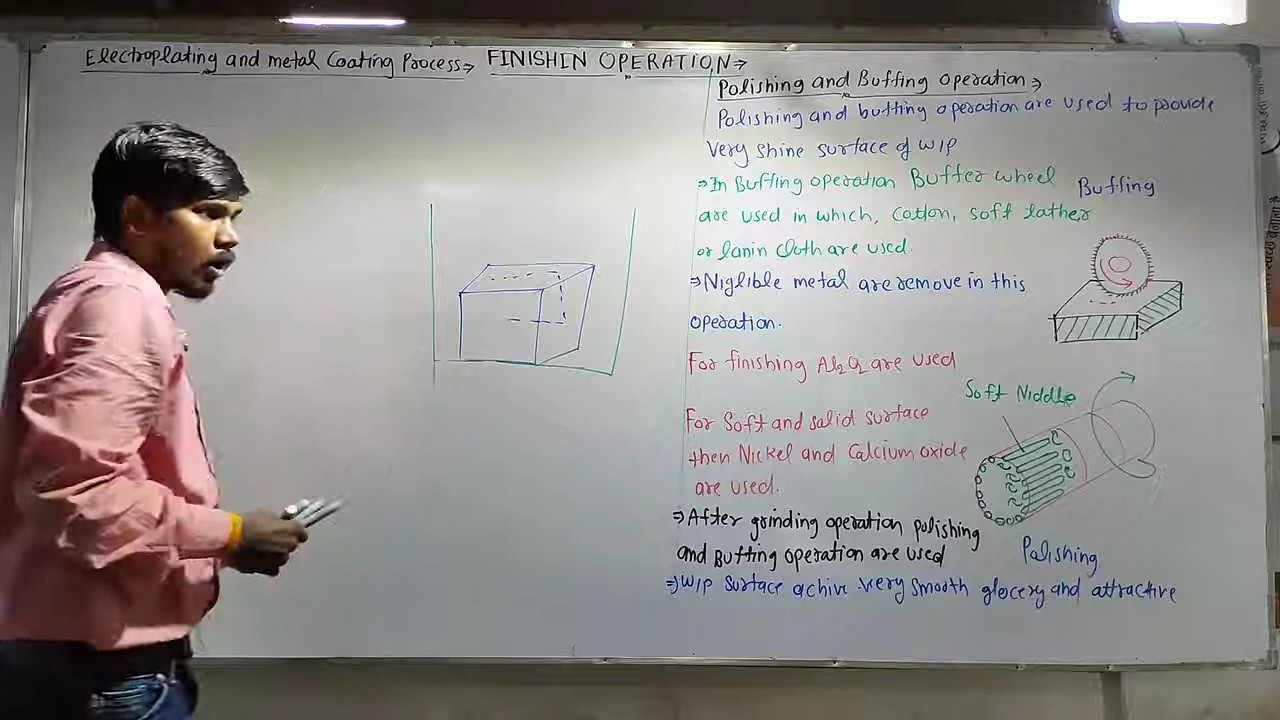 Electroplating and metal Coating Process→ FINISHIN OPERATION→
Polishing and Buffing operation→
Polishing and buffing operation are used to provide
very shine surface of W/P
→In Buffing operation Buffer wheel
are used in which, Cotton, soft lather
or lanin cloth are used.
→Niglible metal are remove in this
operation.
For finishing Al2O2 are used
For Soft and solid surface
then Nickel and Calcium oxide
are used.
→After grinding operation polishing
and Buffing operation are used
→W/P surface achive very smooth glocery and attractive
Buffing
Soft Niddle
Polishing